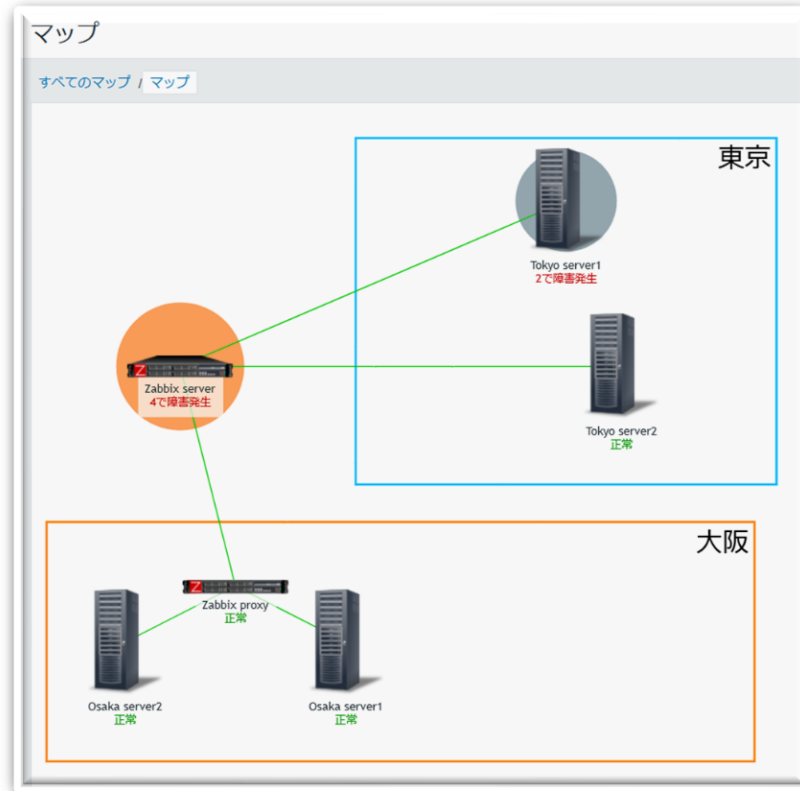 マップ
すべてのマップ / マップ
東京
Tokyo server1
2で障害発生
Z
Zabbix server
4で障害発生
Tokyo server2
正常
大阪
Z
Zabbix proxy
正常
Osaka server2
正常
Osaka server1
正常